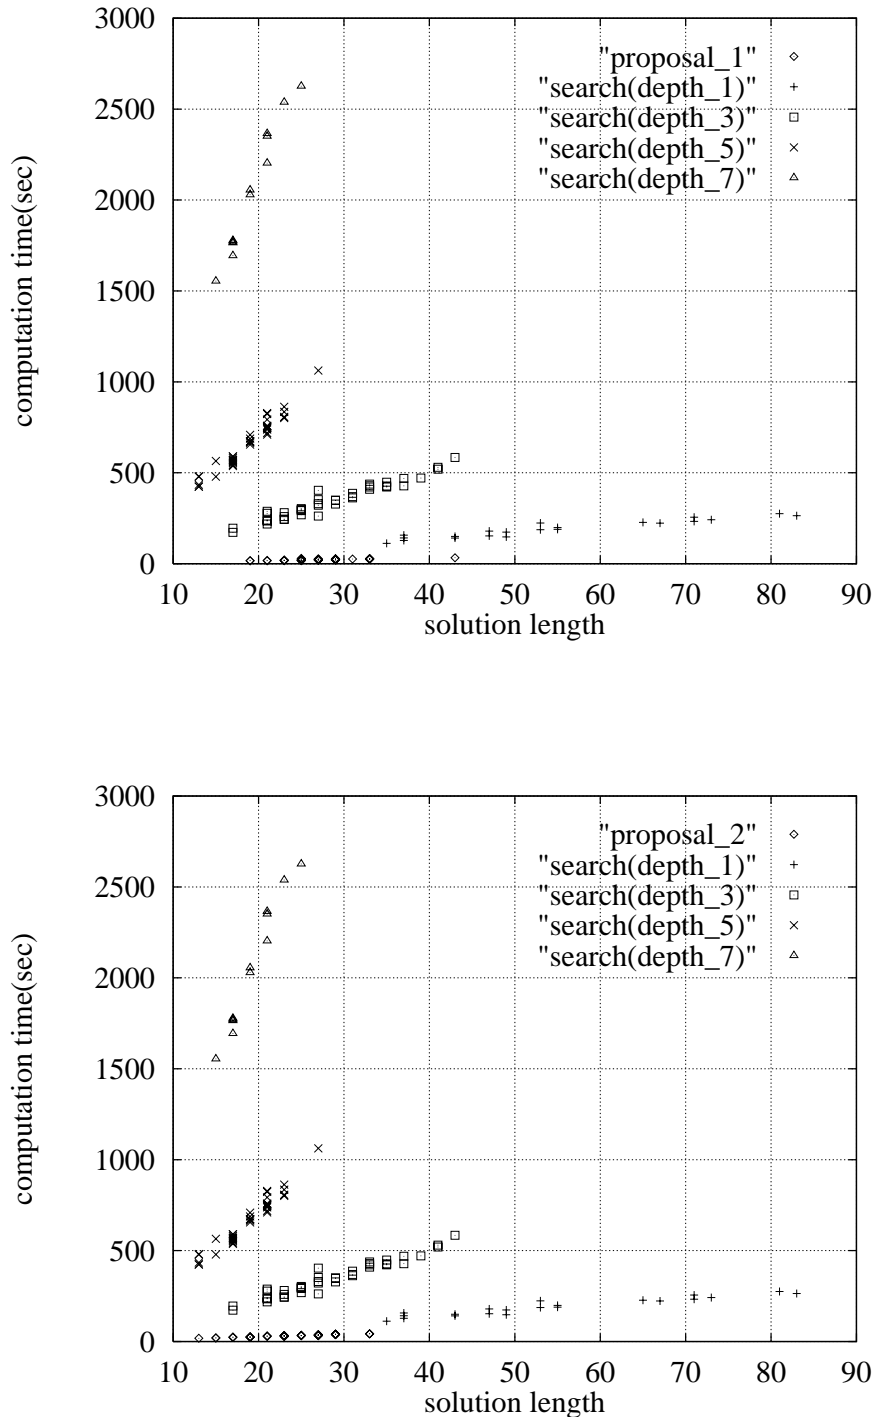 3000
"proposal_1"
"search(depth_1)"
2500
"search(depth_3)"
"search(depth_5)"
"search(depth_7)"
2000
computation time(sec)
1500
1000
500
0
10 20 30 40 50 60 70 80 90
solution length
3000
"proposal_2"
"search(depth_1)"
2500
"search(depth_3)"
"search(depth_5)"
"search(depth_7)"
2000
computation time(sec)
1500
1000
500
0
10 20 30 40 50 60 70 80 90
solution length